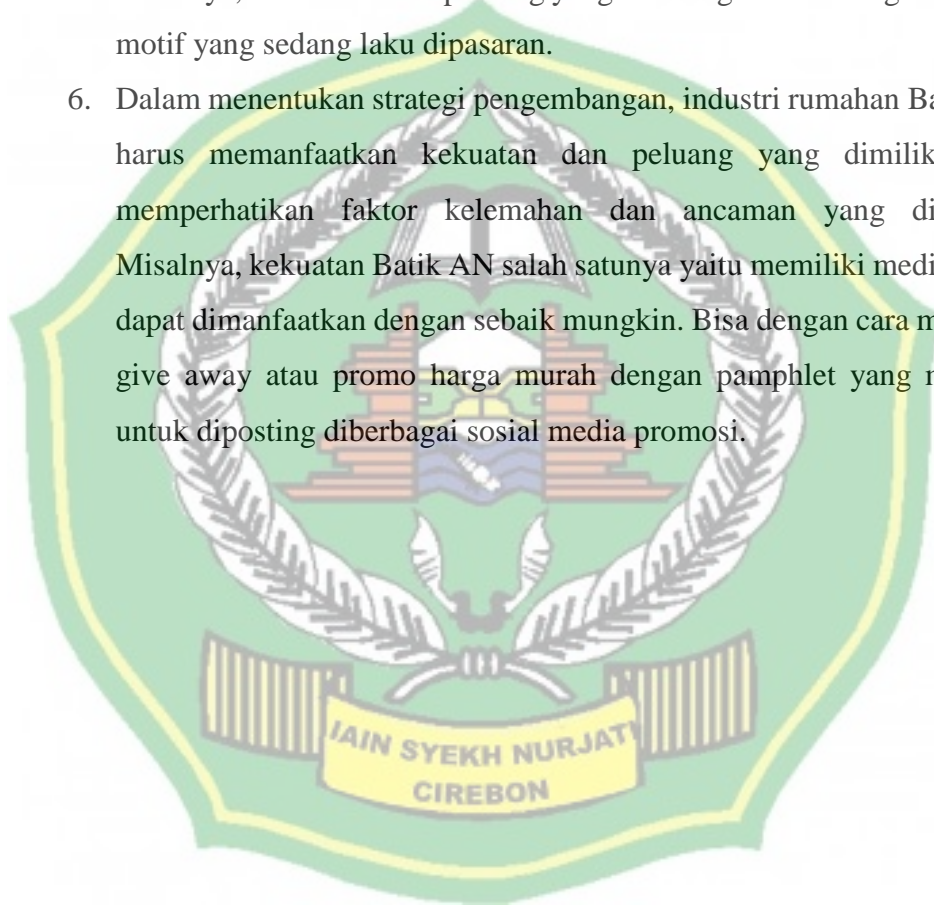 motif yang sedang laku dipasaran.
6. Dalam menentukan strategi pengembangan, industri rumahan
harus memanfaatkan kekuatan dan peluang yang
memperhatikan faktor kelemahan dan ancaman yang
Misalnya, kekuatan Batik AN salah satunya yaitu memiliki
dapat dimanfaatkan dengan sebaik mungkin. Bisa dengan cara
give away atau promo harga murah dengan pamphlet yang
untuk diposting diberbagai sosial media promosi.
IAIN SYEKH NURJATI
CIREBON